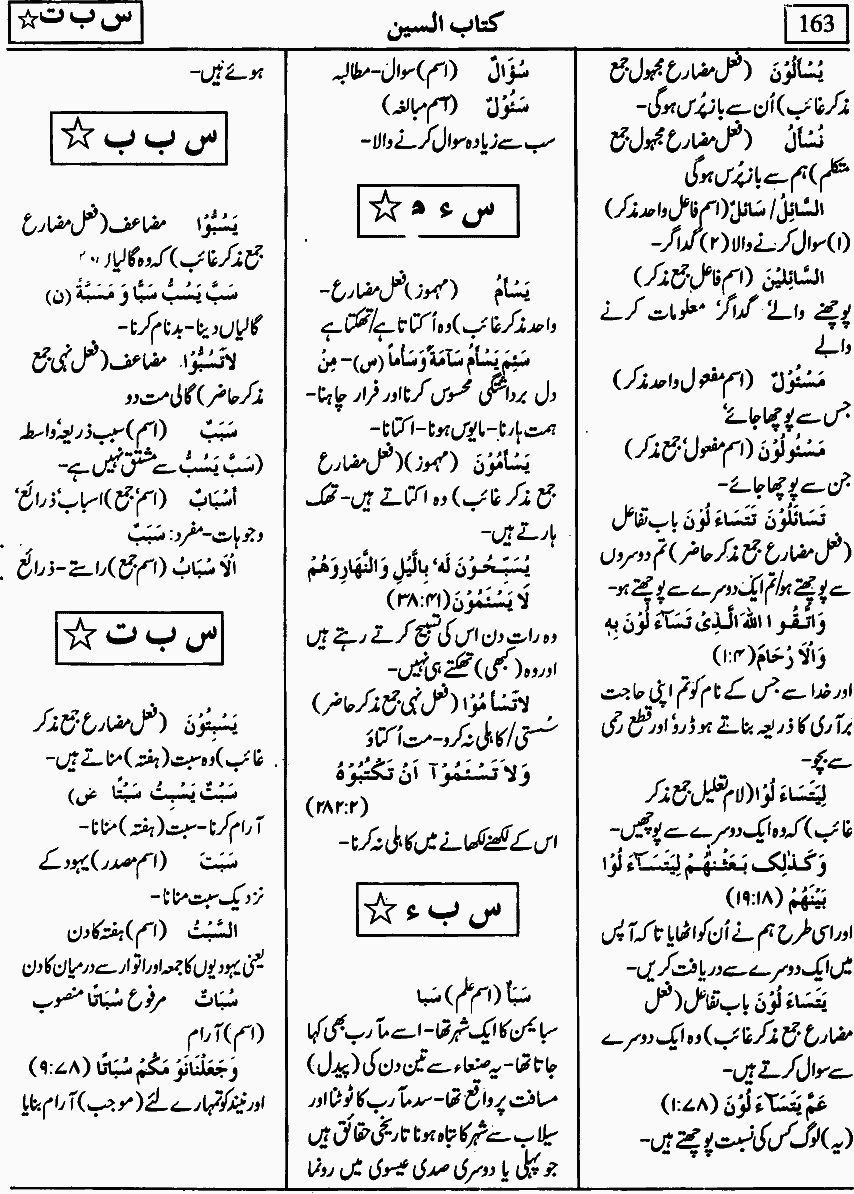 163
کتاب السین
س ب ت ☆
یُسْأَلُوْنَ (فعل مضارع مجہول جمع
مذکر غائب) اُن سے باز پُرس ہوگی-
نُسْأَلُ (فعل مضارع مجہول جمع
متکلم) ہم سے باز پُرس ہوگی
السَّائِلُ/ سَائلٌ (اسم فاعل واحد مذکر)
(۱) سوال کرنے والا (۲) گداگر-
السَّائِلِیْنَ (اسم فاعل جمع مذکر)
پوچھنے والے' گداگر' معلومات کرنے
والے
مَسْئُوْلٌ (اسم مفعول واحد مذکر)
جس سے پوچھا جائے'
مَسْئُولُوْنَ (اسم مفعول' جمع مذکر)
جن سے پوچھا جائے-
تَسَائَلُوْنَ تَتَسَاءَ لُوْنَ باب تفاعل
(فعل مضارع جمع مذکر حاضر) تم دوسروں
سے پوچھتے ہو/ تم ایک دوسرے سے پوچھتے ہو-
وَاتَّقُوا اللهَ الَّذِیْ تَسَآءَ لُوْنَ بِهٖ
وَالْاَ رْحَامَ (۱:۴)
اور خدا سے جس کے نام کو تم اپنی حاجت
برآری کا ذریعہ بناتے ہو ڈرو' اور قطع رحمی
سے بچو-
لِیَتَسَاءَ لُوْا (لام تعلیل جمع مذکر
غائب) کہ وہ ایک دوسرے سے پوچھیں-
وَكَذٰلِكَ بَعَثْنٰهُمْ لِیَتَسَآءَ لُوْا
بَیْنَهُمْ (۱۹:۱۸)
اور اسی طرح ہم نے اُن کو اٹھایا تاکہ آپس
میں ایک دوسرے سے دریافت کریں-
یَتَسَاءَ لُوْنَ باب تفاعل (فعل
مضارع جمع مذکر غائب) وہ ایک دوسرے
سے سوال کرتے ہیں-
عَمَّ یَتَسَآءَ لُوْنَ (۱:۷۸)
(یہ) لوگ کس کی نسبت پوچھتے ہیں-
سُؤَالٌ (اسم) سوال-مطالبہ
سَئُوْلٌ (اسم مبالغہ)
سب سے زیادہ سوال کرنے والا-
س ء م ☆
یَسْاَمُ (مہموز) فعل مضارع-
واحد مذکر غائب) وہ اُکتاتا ہے/ تھکتا ہے
سَئِمَ یَسْأَمُ سَآمَةً وَسَأْماً (س)- مِنْ
دل برداشتگی محسوس کرنا اور فرار چاہنا-
ہمت ہارنا-مایوس ہونا-اکتانا-
یَسْأَمُوْنَ (مہموز) (فعل مضارع
جمع مذکر غائب) وہ اکتاتے ہیں-تھک
ہارتے ہیں-
یُسَبِّحُوْنَ لَهٗ بِالَّیْلِ وَالنَّهَارِ وَهُمْ
لَا یَسْئَمُوْنَ (۳۸:۴۱)
وہ رات دن اس کی تسبیح کرتے رہتے ہیں
اور وہ (کبھی) تھکتے ہی نہیں-
لَاتَسْأَ مُوْا (فعل نہی جمع مذکر حاضر)
سُستی/ کاہلی نہ کرو-مت اُکتاؤ
وَلَا تَسْئَمُوْآ اَنْ تَكْتُبُوْهُ
(۲۸۲:۲)
اس کے لکھنے لکھانے میں کاہلی نہ کرنا-
س ب ء ☆
سَبَأٌ (اسم علم) سبا
سبا یمن کا ایک شہر تھا-اسے مآرب بھی کہا
جاتا تھا-یہ صنعاء سے تین دن کی (پیدل)
مسافت پر واقع تھا-سد مآرب کا ٹوٹنا اور
سیلاب سے شہر کا تباہ ہونا تاریخی حقائق ہیں
جو پہلی یا دوسری صدی عیسوی میں رونما
ہوئے ہیں-
س ب ب ☆
یَسُبُّوْا مضاعف (فعل مضارع
جمع مذکر غائب) کہ وہ گالیاں
سَبَّ یَسُبُّ سَبًّا وَ مَسَبَّةً (ن)
گالیاں دینا-بدنام کرنا-
لَاتَسُبُّوْا مضاعف (فعل نہی جمع
مذکر حاضر) گالی مت دو
سَبَبٌ (اسم) سبب' ذریعہ' واسطہ
(سَبَّ یَسُبُّ سے مشتق نہیں ہے-
أَسْبَابٌ (اسم' جمع) اسباب' ذرائع'
وجوہات-مفرد: سَبَبٌ
اَلْاَ سْبَابُ (اسم جمع) راستے-ذرائع
س ب ت ☆
یَسْبِتُوْنَ (فعل مضارع جمع مذکر
غائب) وہ سبت (ہفتہ) مناتے ہیں-
سَبَتَ یَسْبِتُ سَبْتًا ض)
آرام کرنا-سبت (ہفتہ) منانا-
سَبَتَ (اسم مصدر) یہود کے
نزدیک سبت منانا-
السَّبْتُ (اسم) ہفتہ کا دن
یعنی یہودیوں کا جمعہ اور اتوار سے درمیان کا دن
سُبَاتٌ مرفوع سُبَاتًا منصوب
(اسم) آرام
وَجَعَلْنَانَوْ مَكُمْ سُبَاتًا (۹:۷۸)
اور نیند کو تمہارے لئے (موجب) آرام بنایا